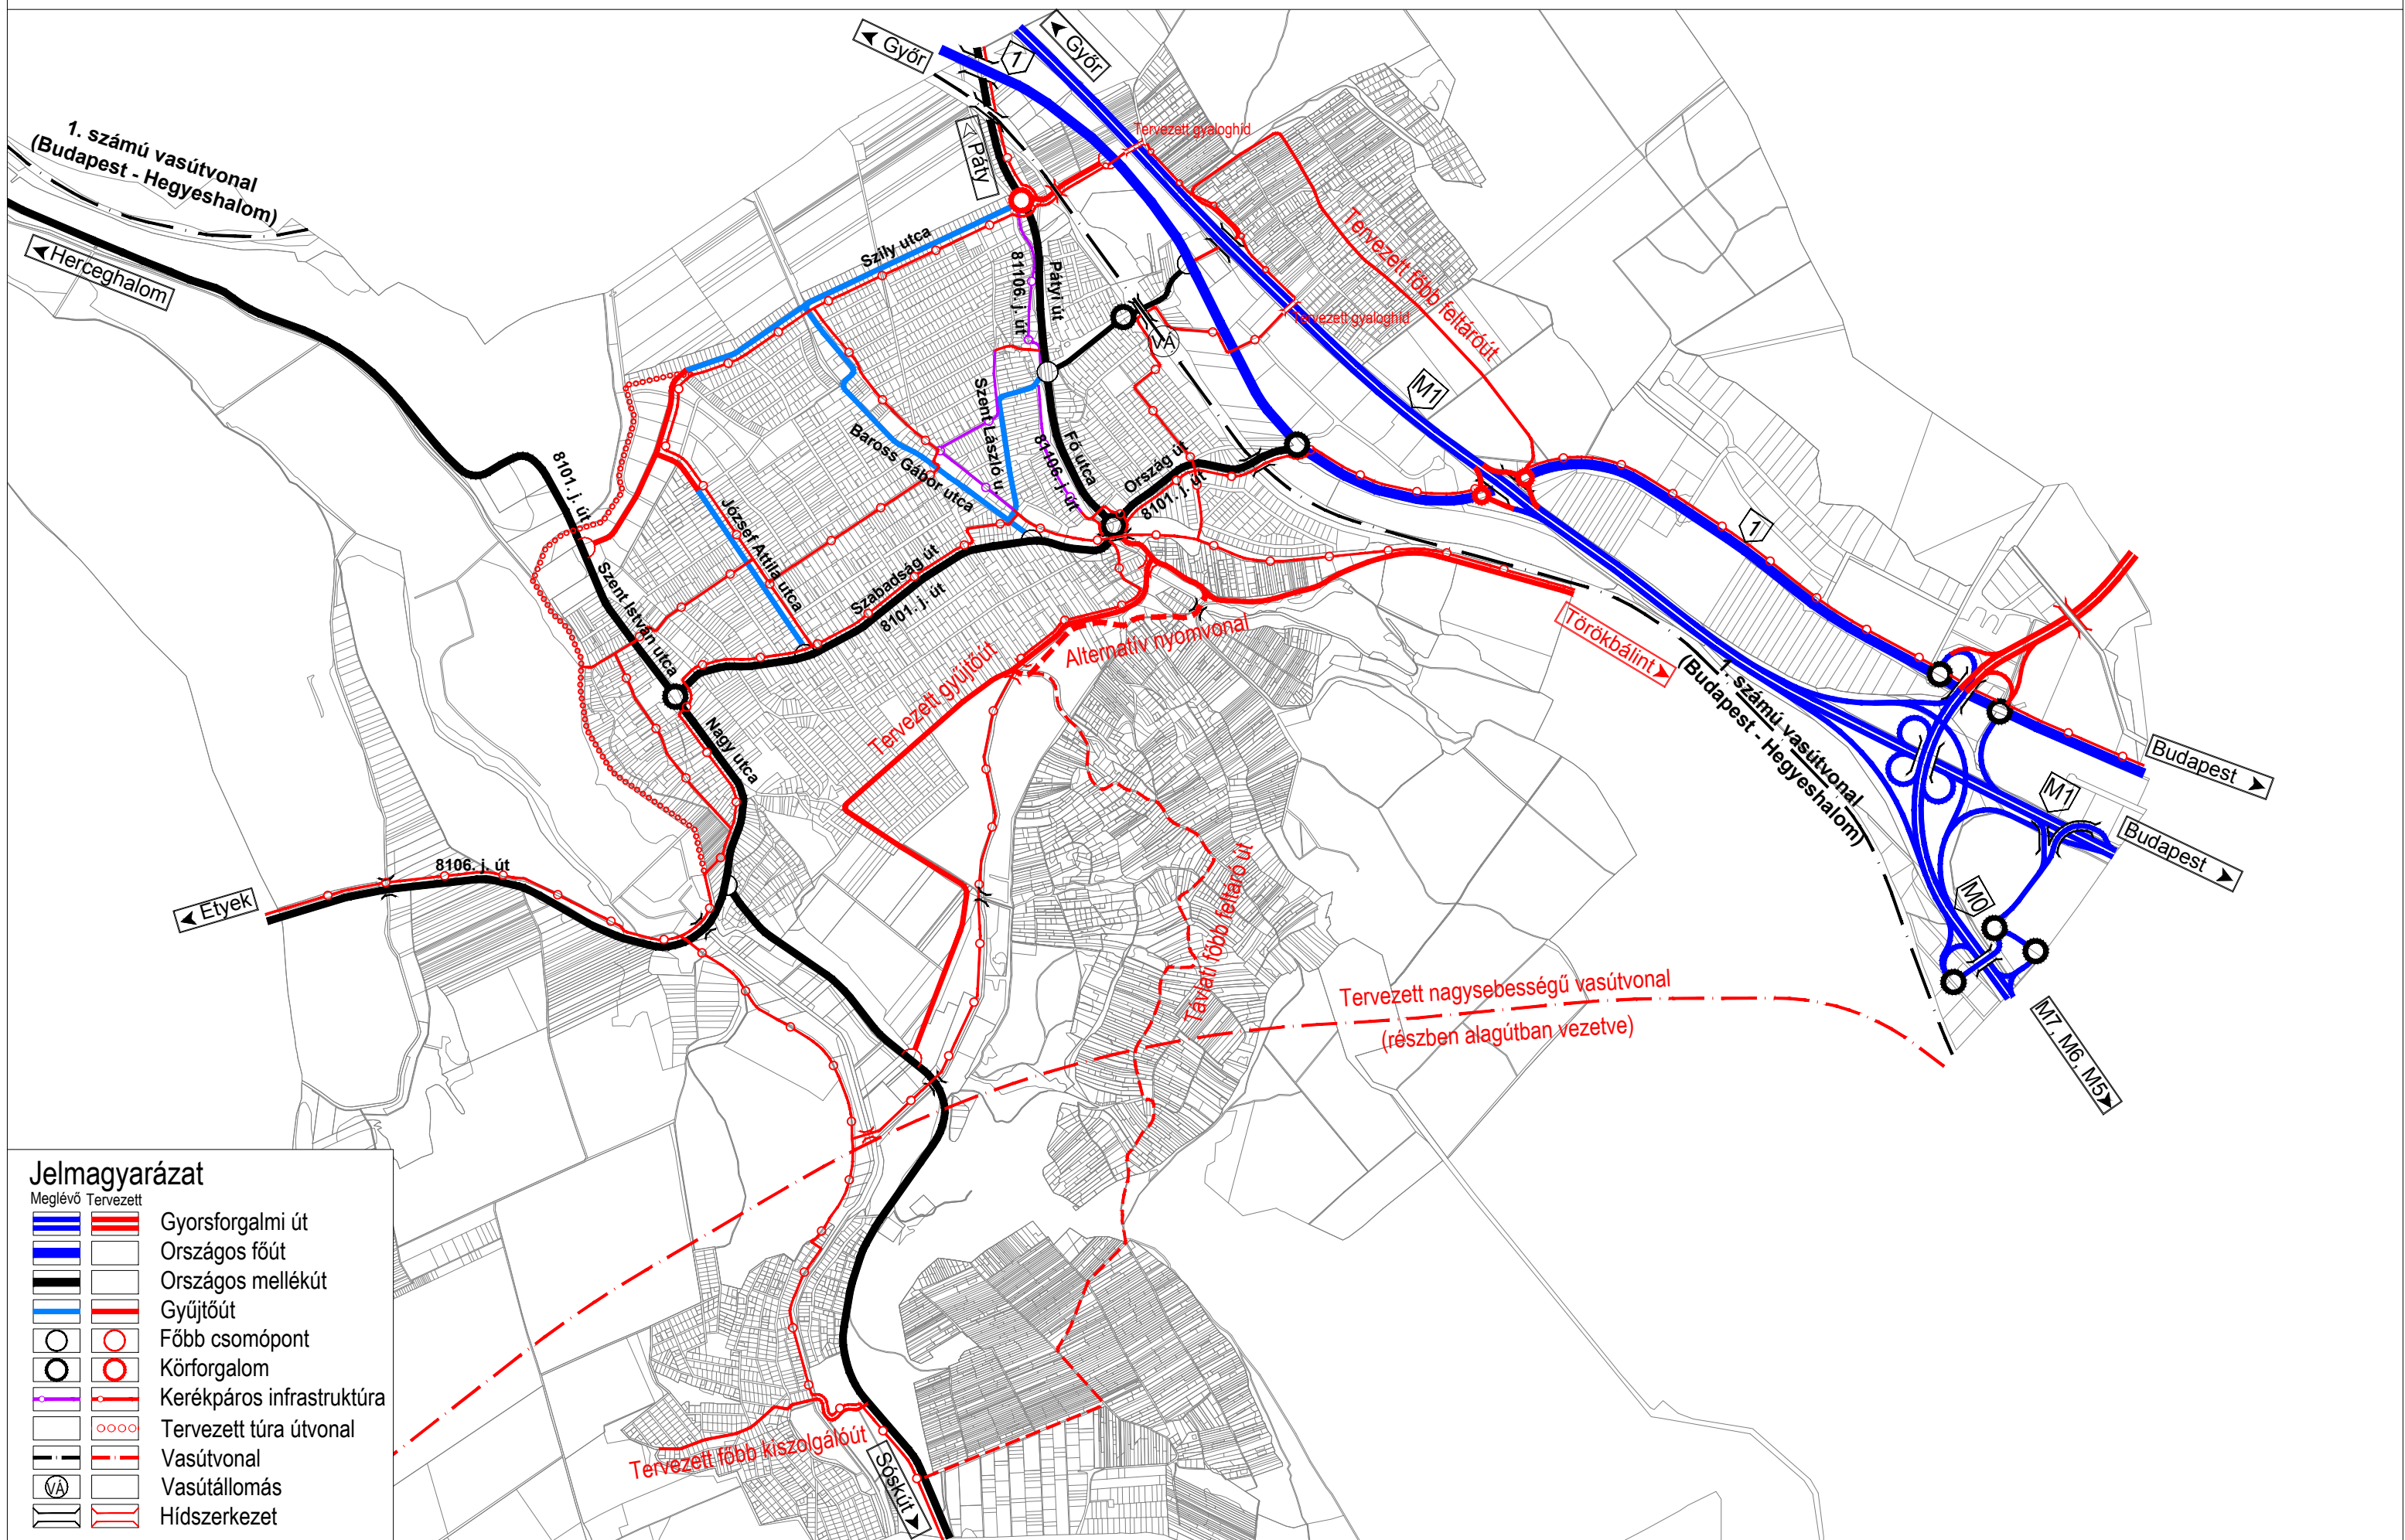 Győr
Győr
1
1. számú vasútvonal
(Budapest - Hegyeshalom)
Herceghalom
Páty
Tervezett gyaloghíd
Szily utca
81106. j. út
Pátyi út
Tervezett főbb feltáróút
Tervezett gyaloghíd
VÁ
M1
Szent László u.
Baross Gábor utca
Fő utca
81106. j. út
Ország út
8101. j. út
8101. j. út
József Attila utca
1
Szent István utca
Szabadság út
8101. j. út
Alternatív nyomvonal
Törökbálint
Tervezett gyűjtőút
1. számú vasútvonal
(Budapest - Hegyeshalom)
Nagy utca
Budapest
M1
Budapest
8106. j. út
Etyek
M0
Távlati főbb feltáró út
Tervezett nagysebességű vasútvonal
(részben alagútban vezetve)
M7, M6, M5
Tervezett főbb kiszolgálóút
Sóskút
Jelmagyarázat
Meglévő Tervezett
Gyorsforgalmi út
Országos főút
Országos mellékút
Gyűjtőút
Főbb csomópont
Körforgalom
Kerékpáros infrastruktúra
Tervezett túra útvonal
Vasútvonal
VÁ Vasútállomás
Hídszerkezet